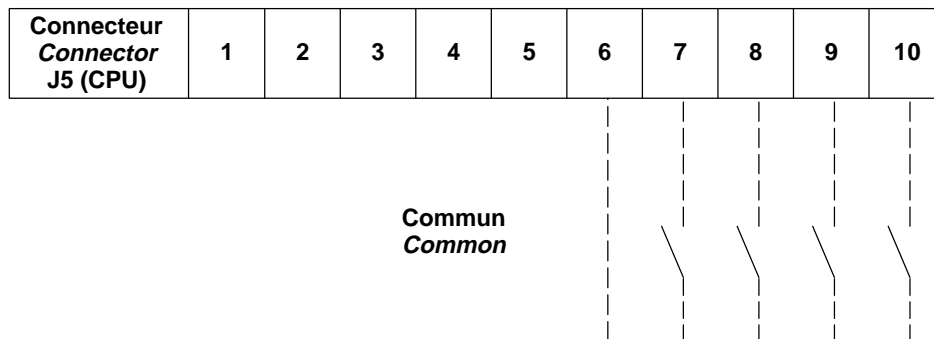 Connecteur
Connector
J5 (CPU)
1 2 3 4 5 6 7 8 9 10
Commun
Common